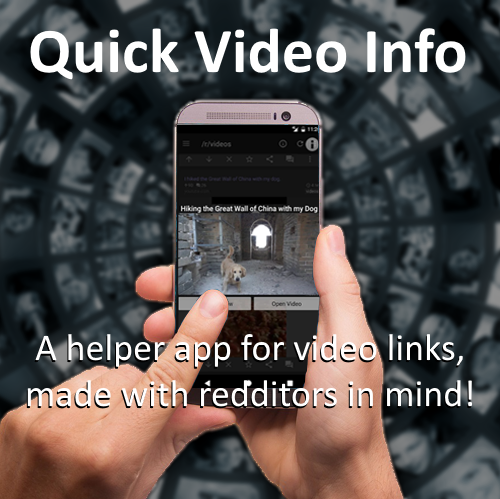 Quick Video Info
/r/videos
Hiking the Great Wall of China with my Dog
Open Video
A helper app for video links,
made with redditors in mind!